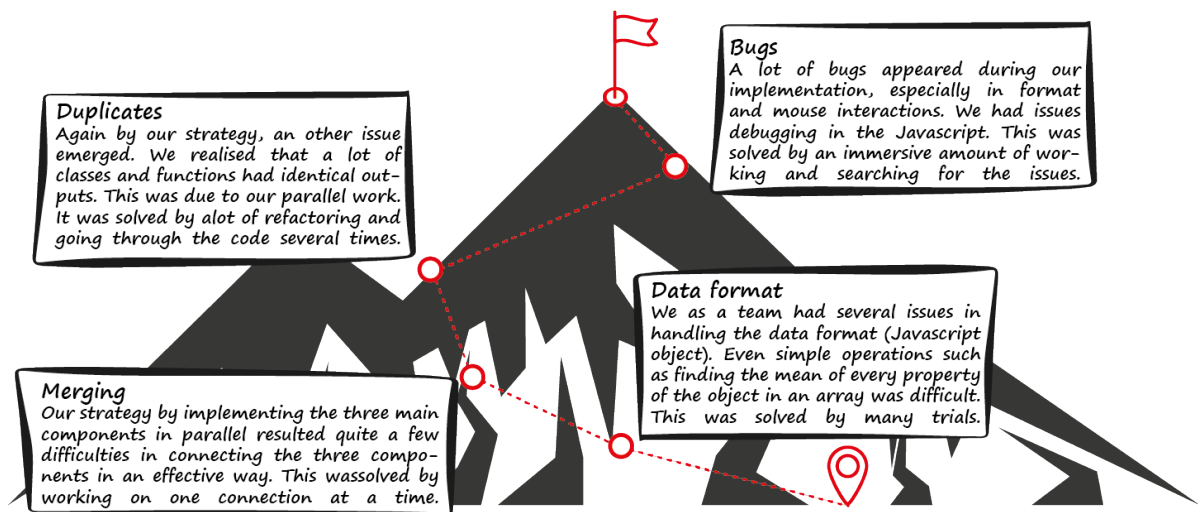 Duplicates
Again by our strategy, an other issue
emerged. We realised that a lot of
classes and functions had identical out-
puts. This was due to our parallel work.
It was solved by alot of refactoring and
going through the code several times.
Bugs
A lot of bugs appeared during our
implementation, especially in format
and mouse interactions. We had issues
debugging in the Javascript. This was
solved by an immersive amount of wor-
king and searching for the issues.
Merging
Our strategy by implementing the three main
components in parallel resulted quite a few
difficulties in connecting the three compo-
nents in an effective way. This wassolved by
working on one connection at a time.
Data format
We as a team had several issues in
handling the data format (Javascript
object). Even simple operations such
as finding the mean of every property
of the object in an array was difficult.
This was solved by many trials.